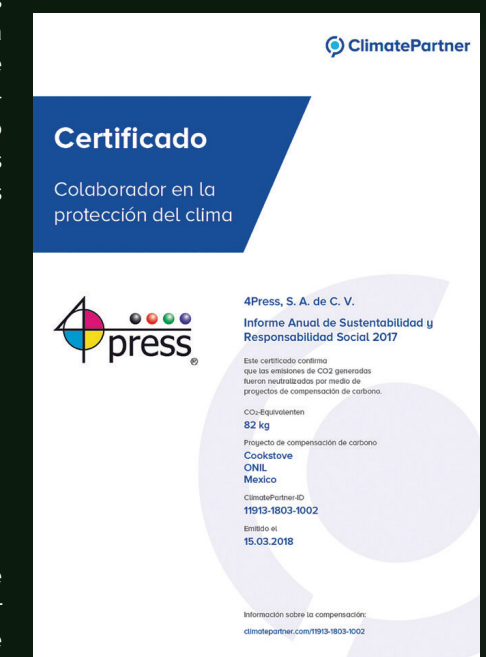 ClimatePartner
Certificado
Colaborador en la
protección del clima
4press®
4Press, S. A. de C. V.
Informe Anual de Sustentabilidad y
Responsabilidad Social 2017
Este certificado confirma
que las emisiones de CO2 generadas
fueron neutralizadas por medio de
proyectos de compensación de carbono.
CO₂-Equivalenten
82 kg
Proyecto de compensación de carbono
Cookstove
ONIL
Mexico
ClimatePartner-ID
11913-1803-1002
Emitido el
15.03.2018
Información sobre la compensación:
climatepartner.com/11913-1803-1002